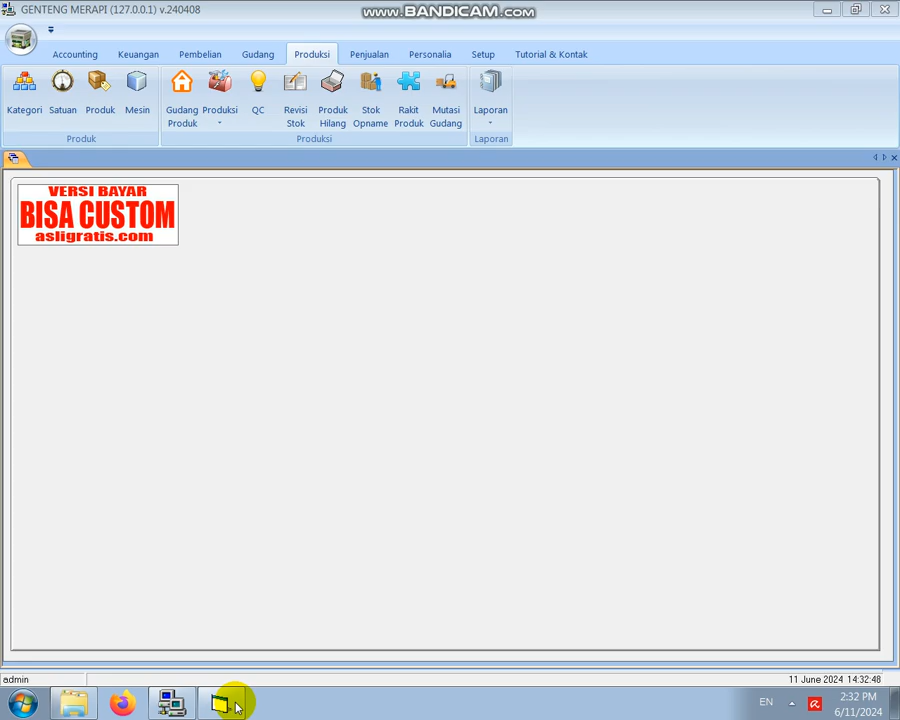 GENTENG MERAPI (127.0.0.1) v.240408
www.BANDICAM.com
Accounting Keuangan Pembelian Gudang Produksi Penjualan Personalia Setup Tutorial & Kontak
Kategori Satuan Produk Mesin
Gudang Produk
Produksi
QC
Revisi Stok
Produk Hilang
Stok Opname
Rakit Produk
Mutasi Gudang
Laporan
Produk Produksi Laporan
VERSI BAYAR
BISA CUSTOM
asligratis.com
admin 11 June 2024 14:32:48
EN 2:32 PM
6/11/2024